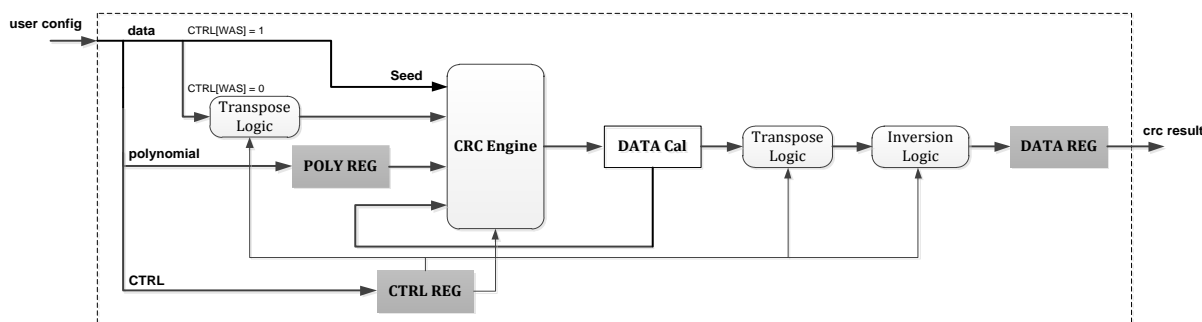 user config
data
CTRL[WAS] = 1
Seed
CTRL[WAS] = 0
Transpose
Logic
polynomial
POLY REG
CRC Engine
DATA Cal
Transpose
Logic
Inversion
Logic
DATA REG
crc result
CTRL
CTRL REG